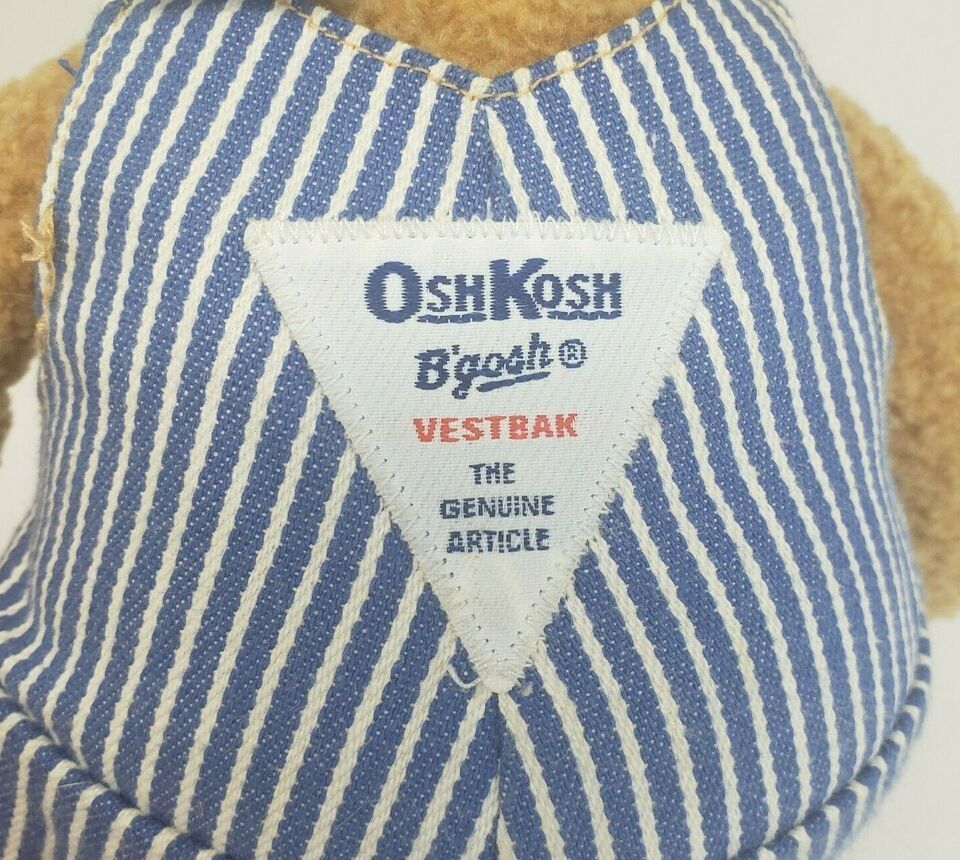 OSHKOSH
B'gosh®
VESTBAK
THE
GENUINE
ARTICLE